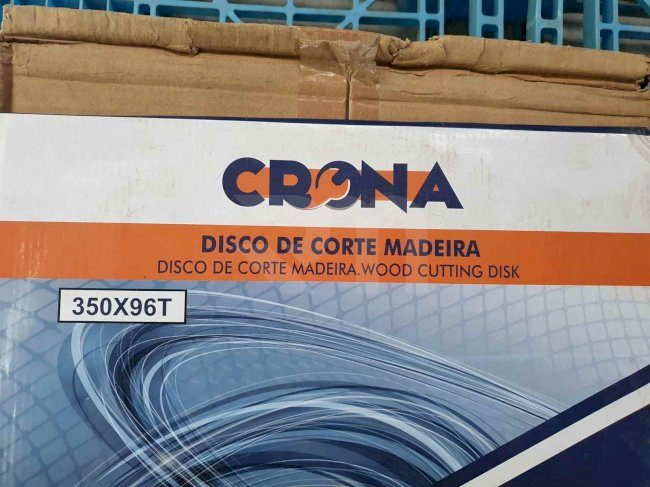 CRONA
DISCO DE CORTE MADEIRA
DISCO DE CORTE MADEIRA.WOOD CUTTING DISK
350X96T